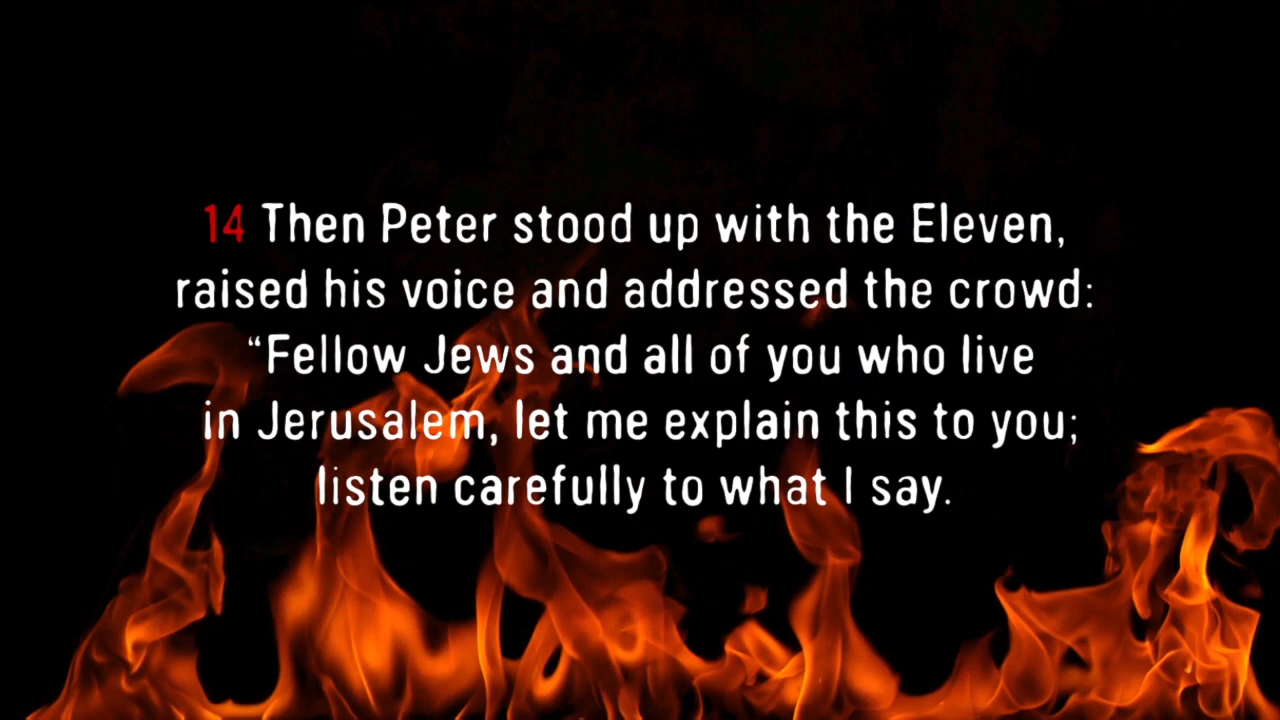 14 Then Peter stood up with the Eleven,
raised his voice and addressed the crowd:
“Fellow Jews and all of you who live
in Jerusalem, let me explain this to you;
listen carefully to what I say.